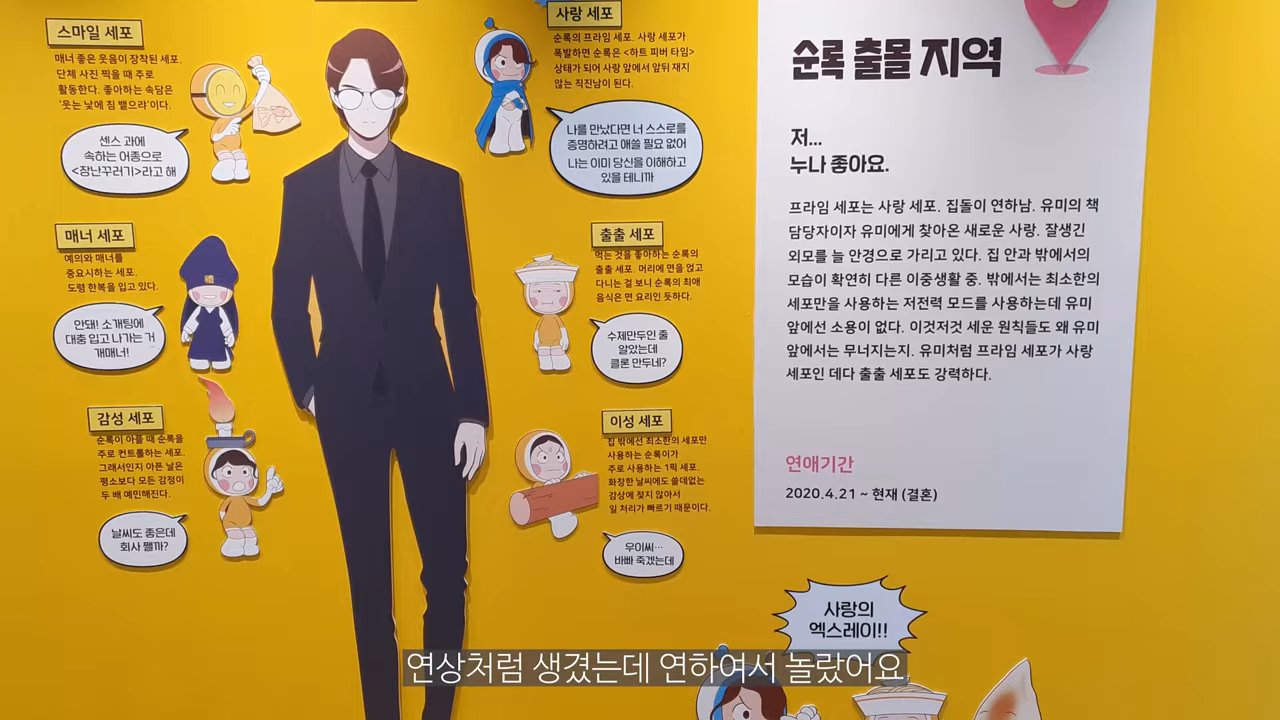 스마일 세포
매너 좋은 웃음이 장착된 세포.
단체 사진 찍을 때 주로
활동한다. 좋아하는 속담은
'웃는 낯에 침 뱉으랴'이다.
센스 과에
속하는 어종으로
<장난꾸러기>라고 해
매너 세포
예의와 매너를
중요시하는 세포.
도령 한복을 입고 있다.
안돼! 소개팅에
대충 입고 나가는 거
개매너!
감성 세포
순록이 아플 때 순록을
주로 컨트롤하는 세포.
그래서인지 아픈 날은
평소보다 모든 감정이
두 배 예민해진다.
날씨도 좋은데
회사 짼까?
사랑 세포
순록의 프라임 세포. 사랑 세포가
폭발하면 순록은 <하트 피버 타임>
상태가 되어 사랑 앞에서 앞뒤 재지
않는 직진남이 된다.
나를 만났다면 너 스스로를
증명하려고 애쓸 필요 없어
나는 이미 당신을 이해하고
있을 테니까
출출 세포
먹는 것을 좋아하는 순록의
출출 세포. 머리에 면을 얹고
다니는 걸 보니 순록의 최애
음식은 면 요리인 듯하다.
수제만두인 줄
알았는데
클론 만두네?
이성 세포
집 밖에선 최소한의 세포만
사용하는 순록이가
주로 사용하는 1픽 세포.
화창한 날씨에도 쓸데없는
감상에 젖지 않아서
일 처리가 빠르기 때문이다.
우이씨…
바빠 죽겠는데
순록 출몰 지역
저...
누나 좋아요.
프라임 세포는 사랑 세포. 집돌이 연하남. 유미의 책
담당자이자 유미에게 찾아온 새로운 사랑. 잘생긴
외모를 늘 안경으로 가리고 있다. 집 안과 밖에서의
모습이 확연히 다른 이중생활 중. 밖에서는 최소한의
세포만을 사용하는 저전력 모드를 사용하는데 유미
앞에선 소용이 없다. 이것저것 세운 원칙들도 왜 유미
앞에서는 무너지는지. 유미처럼 프라임 세포가 사랑
세포인 데다 출출 세포도 강력하다.
연애기간
2020.4.21 ~ 현재 (결혼)
사랑의
엑스레이!!
연상처럼 생겼는데 연하여서 놀랐어요